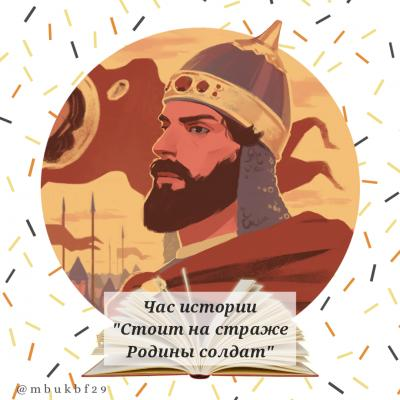 Час истории
"Стоит на страже
Родины солдат"
@mbukbf29